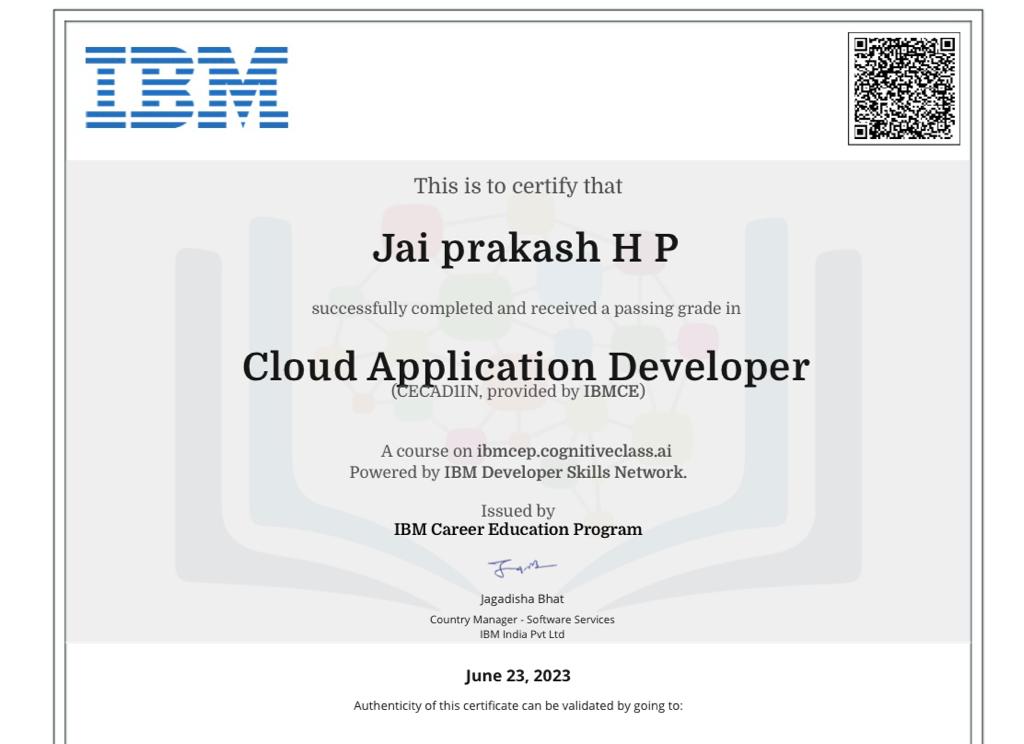 IBM
This is to certify that
Jai prakash H P
successfully completed and received a passing grade in
Cloud Application Developer
(CECAD1IN, provided by IBMCE)
A course on ibmcep.cognitiveclass.ai
Powered by IBM Developer Skills Network.
Issued by
IBM Career Education Program
Jagadisha Bhat
Country Manager - Software Services
IBM India Pvt Ltd
June 23, 2023
Authenticity of this certificate can be validated by going to: